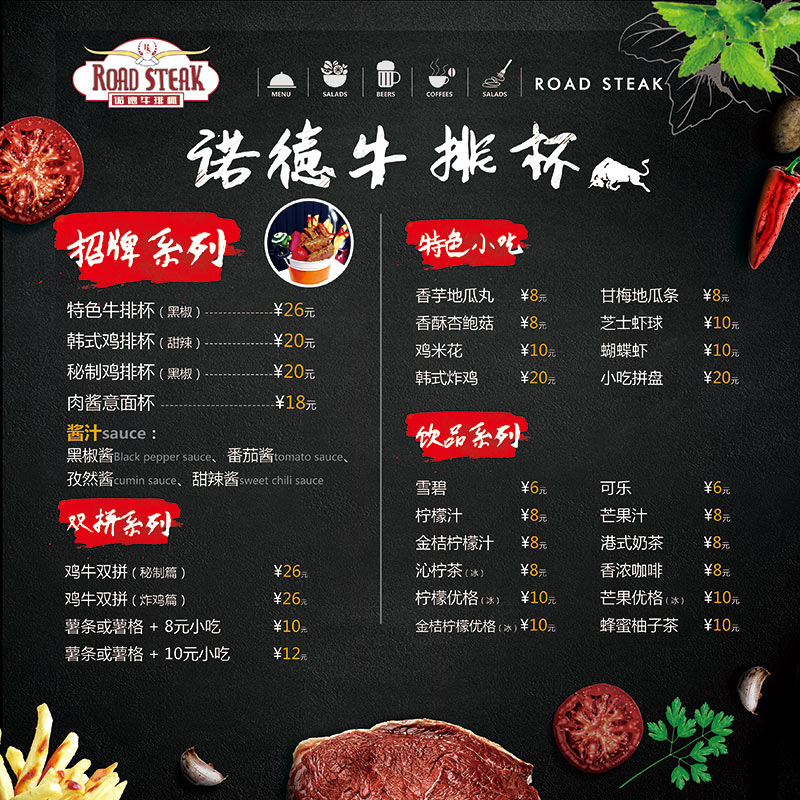 ROAD STEAK
诺德牛排杯
MENU
SALADS
BEERS
COFFEES
SALADS
ROAD STEAK
诺德牛排杯
招牌系列
特色牛排杯（黑椒） ¥26元
韩式鸡排杯（甜辣） ¥20元
秘制鸡排杯（黑椒） ¥20元
肉酱意面杯 ¥18元
酱汁sauce：
黑椒酱Black pepper sauce、番茄酱tomato sauce、
孜然酱cumin sauce、甜辣酱sweet chili sauce
双拼系列
鸡牛双拼（秘制篇） ¥26元
鸡牛双拼（炸鸡篇） ¥26元
薯条或薯格 + 8元小吃 ¥10元
薯条或薯格 + 10元小吃 ¥12元
特色小吃
香芋地瓜丸 ¥8元 甘梅地瓜条 ¥8元
香酥杏鲍菇 ¥8元 芝士虾球 ¥10元
鸡米花 ¥10元 蝴蝶虾 ¥10元
韩式炸鸡 ¥20元 小吃拼盘 ¥20元
饮品系列
雪碧 ¥6元 可乐 ¥6元
柠檬汁 ¥8元 芒果汁 ¥8元
金桔柠檬汁 ¥8元 港式奶茶 ¥8元
沁柠茶（冰） ¥8元 香浓咖啡 ¥8元
柠檬优格（冰） ¥10元 芒果优格（冰） ¥10元
金桔柠檬优格（冰） ¥10元 蜂蜜柚子茶 ¥10元